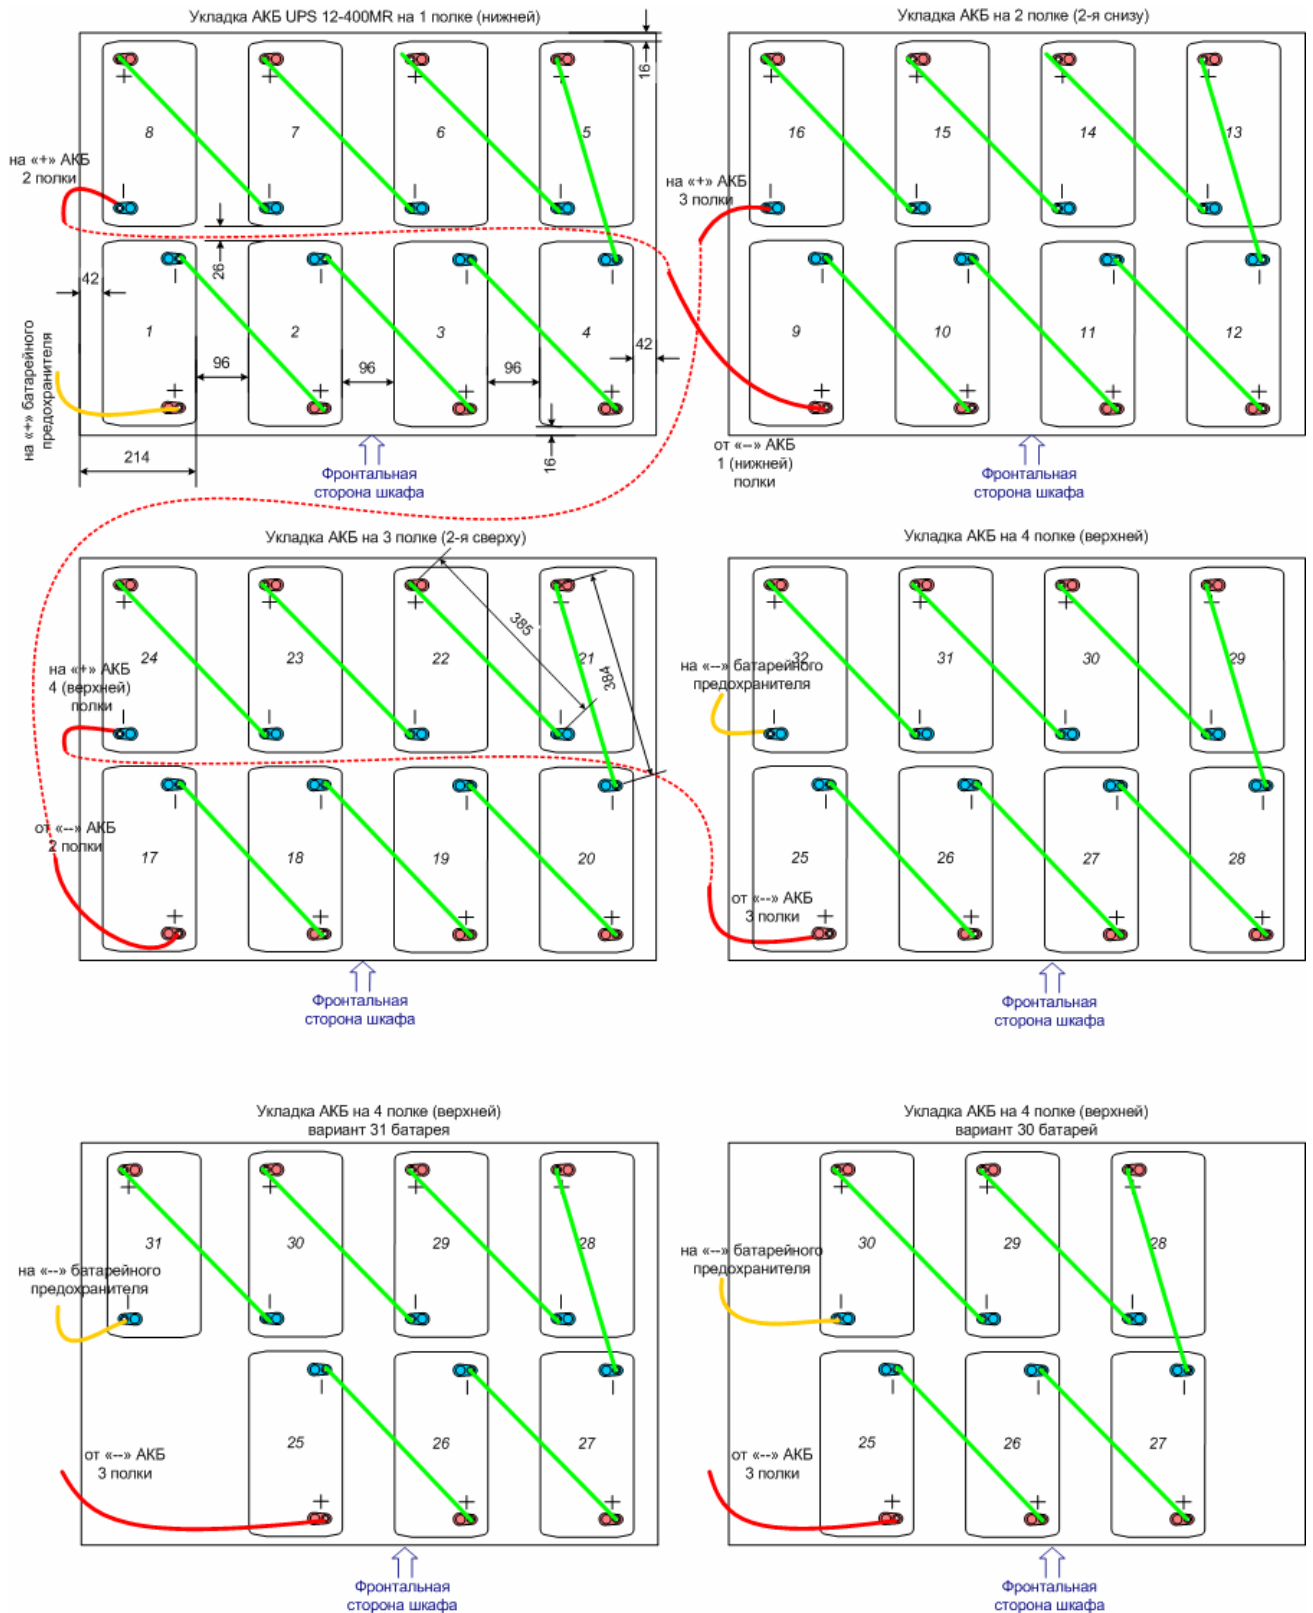 Укладка АКБ UPS 12-400MR на 1 полке (нижней)
16
8
7
6
5
на «+» АКБ
2 полки
26
42
1
2
3
4
42
96
96
96
на «+» батарейного
предохранителя
16
214
Фронтальная
сторона шкафа
Укладка АКБ на 2 полке (2-я снизу)
16
15
14
13
на «+» АКБ
3 полки
9
10
11
12
от «--» АКБ
1 (нижней)
полки
Фронтальная
сторона шкафа
Укладка АКБ на 3 полке (2-я сверху)
385
384
24
23
22
21
на «+» АКБ
4 (верхней)
полки
от «--» АКБ
2 полки
17
18
19
20
Фронтальная
сторона шкафа
Укладка АКБ на 4 полке (верхней)
32
31
30
29
на «--» батарейного
предохранителя
25
26
27
28
от «--» АКБ
3 полки
Фронтальная
сторона шкафа
Укладка АКБ на 4 полке (верхней)
вариант 31 батарея
31
30
29
28
на «--» батарейного
предохранителя
25
26
27
от «--» АКБ
3 полки
Фронтальная
сторона шкафа
Укладка АКБ на 4 полке (верхней)
вариант 30 батарей
30
29
28
на «--» батарейного
предохранителя
25
26
27
от «--» АКБ
3 полки
Фронтальная
сторона шкафа